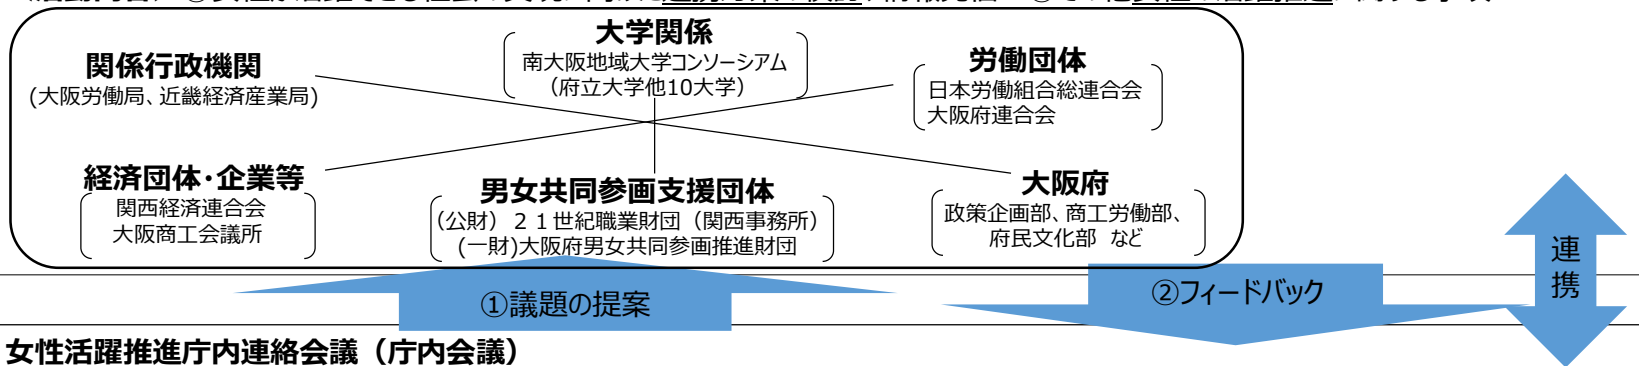 大学関係
南大阪地域大学コンソーシアム
（府立大学他10大学）
関係行政機関
(大阪労働局、近畿経済産業局)
労働団体
日本労働組合総連合会
大阪府連合会
経済団体・企業等
関西経済連合会
大阪商工会議所
男女共同参画支援団体
（公財）２１世紀職業財団（関西事務所）
(一財)大阪府男女共同参画推進財団
大阪府
政策企画部、商工労働部、
府民文化部 など
連携
①議題の提案
②フィードバック
女性活躍推進庁内連絡会議（庁内会議）